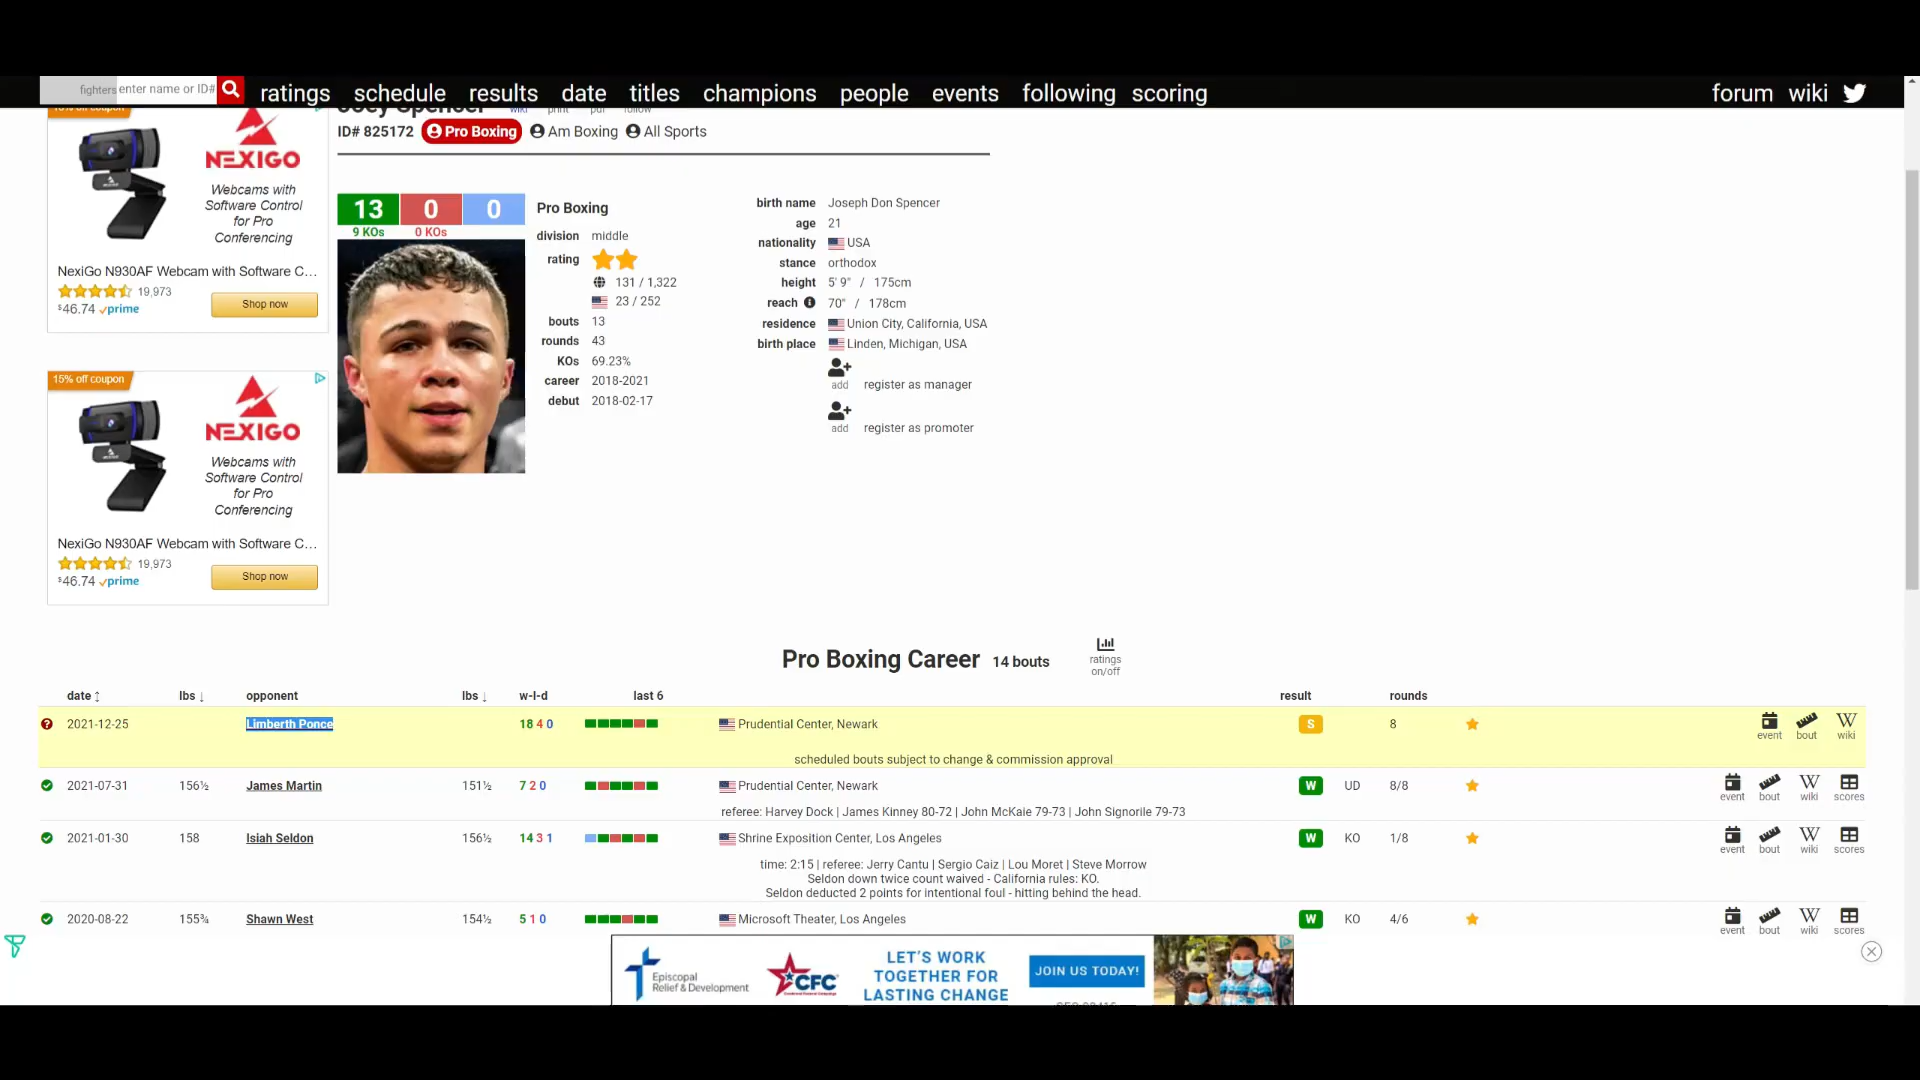 fighters enter name or ID# ratings schedule results date titles champions people events following scoring forum wiki
15% off coupon
Joey Spencer wiki print pdf follow
ID# 825172 Pro Boxing Am Boxing All Sports
NEXIGO
Webcams with
Software Control
for Pro
Conferencing
NexiGo N930AF Webcam with Software C...
19,973
$46.74 prime
Shop now
15% off coupon
NEXIGO
Webcams with
Software Control
for Pro
Conferencing
NexiGo N930AF Webcam with Software C...
19,973
$46.74 prime
Shop now
13 0 0
9 KOs 0 KOs
Pro Boxing
division middle
rating
131 / 1,322
23 / 252
bouts 13
rounds 43
KOs 69.23%
career 2018-2021
debut 2018-02-17
birth name Joseph Don Spencer
age 21
nationality USA
stance orthodox
height 5' 9" / 175cm
reach 70" / 178cm
residence Union City, California, USA
birth place Linden, Michigan, USA
add register as manager
add register as promoter
Pro Boxing Career 14 bouts
ratings
on/off
date lbs opponent lbs w-l-d last 6 result rounds
2021-12-25 Limberth Ponce 18 4 0 Prudential Center, Newark S 8 event bout wiki
scheduled bouts subject to change & commission approval
2021-07-31 156½ James Martin 151½ 7 2 0 Prudential Center, Newark W UD 8/8 event bout wiki scores
referee: Harvey Dock | James Kinney 80-72 | John McKaie 79-73 | John Signorile 79-73
2021-01-30 158 Isiah Seldon 156½ 14 3 1 Shrine Exposition Center, Los Angeles W KO 1/8 event bout wiki scores
time: 2:15 | referee: Jerry Cantu | Sergio Caiz | Lou Moret | Steve Morrow
Seldon down twice count waived - California rules: KO.
Seldon deducted 2 points for intentional foul - hitting behind the head.
2020-08-22 155¾ Shawn West 154½ 5 1 0 Microsoft Theater, Los Angeles W KO 4/6 event bout wiki scores
Episcopal
Relief & Development
CFC
LET'S WORK
TOGETHER FOR
LASTING CHANGE
JOIN US TODAY!